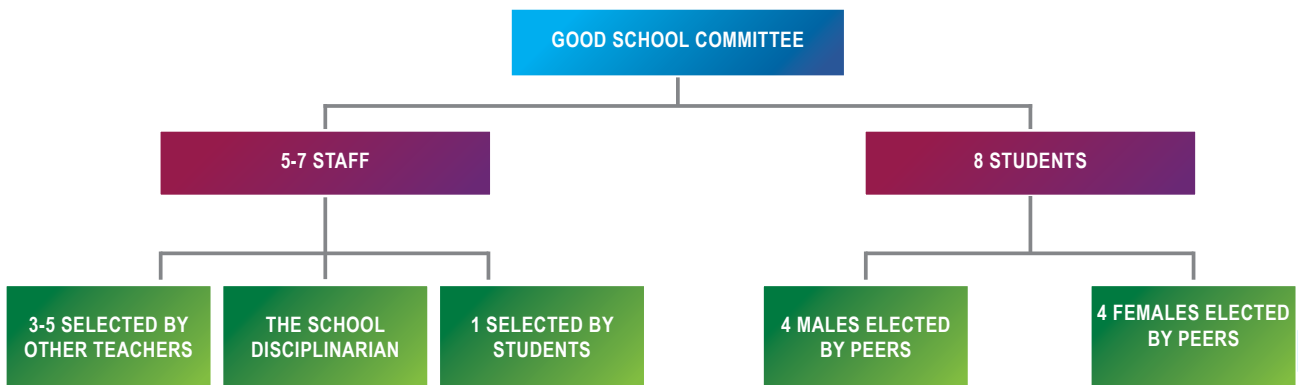 GOOD SCHOOL COMMITTEE
5-7 STAFF
8 STUDENTS
3-5 SELECTED BY
OTHER TEACHERS
THE SCHOOL
DISCIPLINARIAN
1 SELECTED BY
STUDENTS
4 MALES ELECTED
BY PEERS
4 FEMALES ELECTED
BY PEERS